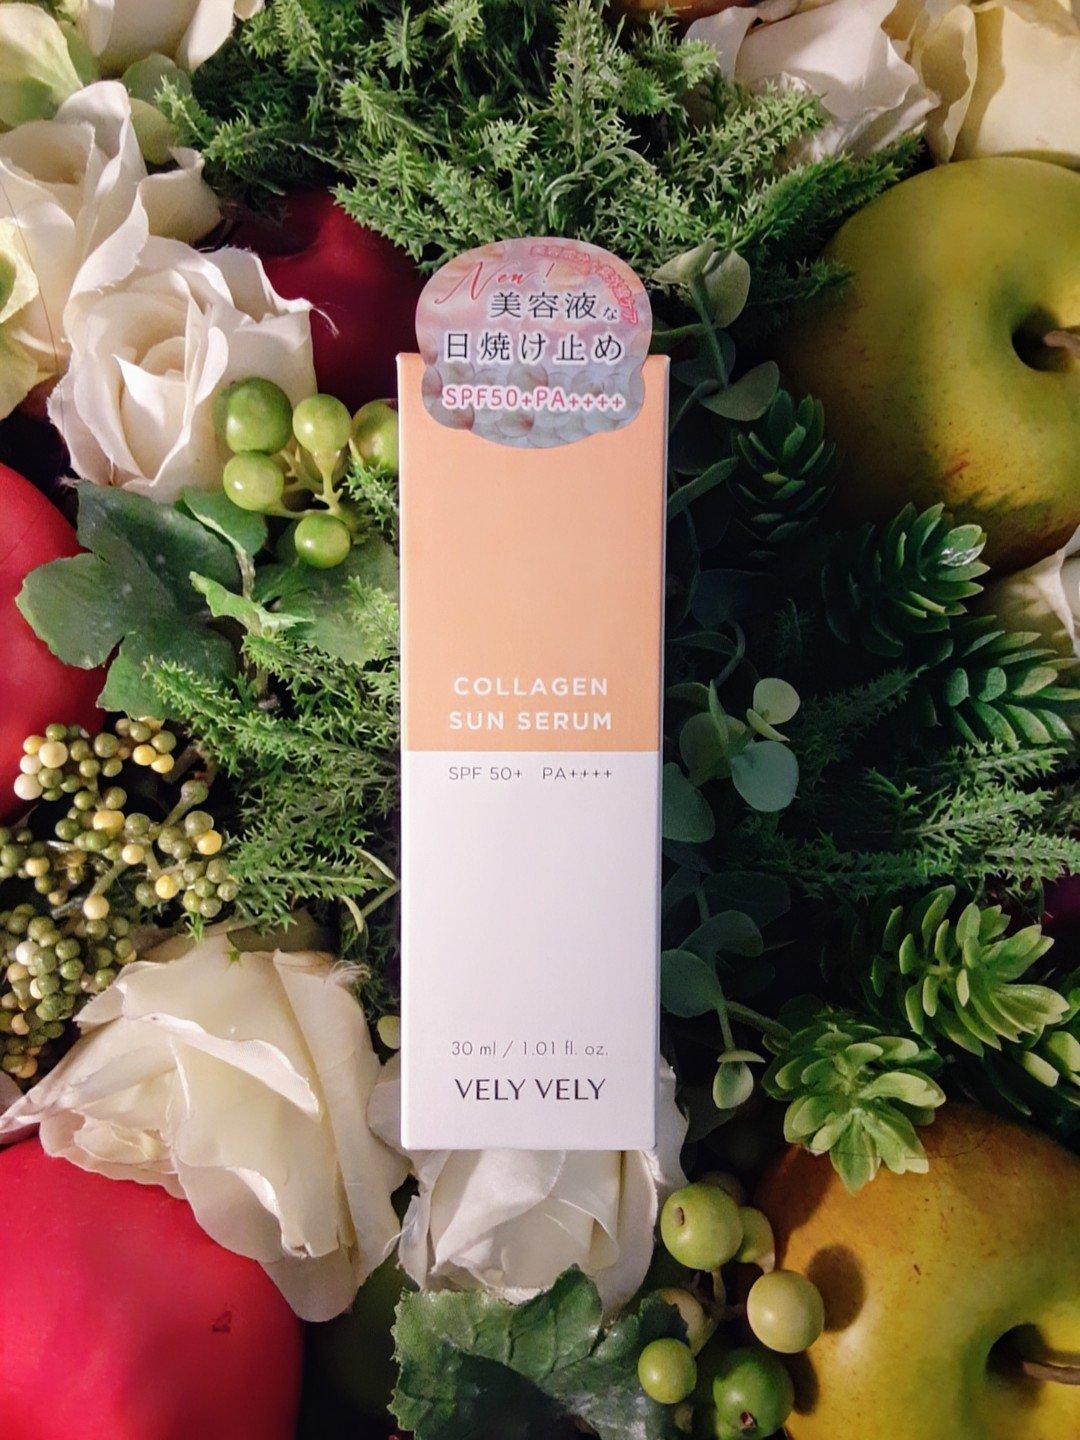 New!
美容液な
日焼け止め
SPF50+PA++++
COLLAGEN
SUN SERUM
SPF 50+ PA++++
30 ml / 1.01 fl. oz.
VELY VELY